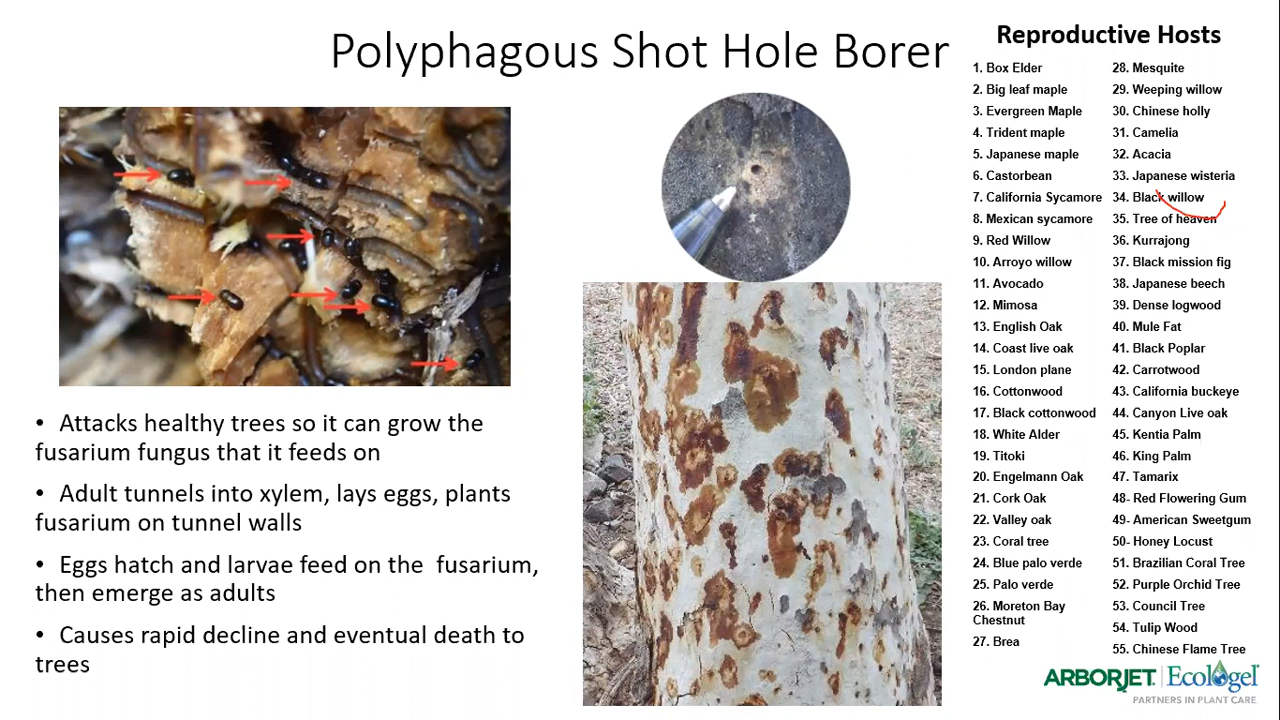 Polyphagous Shot Hole Borer
• Attacks healthy trees so it can grow the
fusarium fungus that it feeds on
• Adult tunnels into xylem, lays eggs, plants
fusarium on tunnel walls
• Eggs hatch and larvae feed on the fusarium,
then emerge as adults
• Causes rapid decline and eventual death to
trees
Reproductive Hosts
1. Box Elder
2. Big leaf maple
3. Evergreen Maple
4. Trident maple
5. Japanese maple
6. Castorbean
7. California Sycamore
8. Mexican sycamore
9. Red Willow
10. Arroyo willow
11. Avocado
12. Mimosa
13. English Oak
14. Coast live oak
15. London plane
16. Cottonwood
17. Black cottonwood
18. White Alder
19. Titoki
20. Engelmann Oak
21. Cork Oak
22. Valley oak
23. Coral tree
24. Blue palo verde
25. Palo verde
26. Moreton Bay
Chestnut
27. Brea
28. Mesquite
29. Weeping willow
30. Chinese holly
31. Camelia
32. Acacia
33. Japanese wisteria
34. Black willow
35. Tree of heaven
36. Kurrajong
37. Black mission fig
38. Japanese beech
39. Dense logwood
40. Mule Fat
41. Black Poplar
42. Carrotwood
43. California buckeye
44. Canyon Live oak
45. Kentia Palm
46. King Palm
47. Tamarix
48- Red Flowering Gum
49- American Sweetgum
50- Honey Locust
51. Brazilian Coral Tree
52. Purple Orchid Tree
53. Council Tree
54. Tulip Wood
55. Chinese Flame Tree
ARBORJET | Ecologel
PARTNERS IN PLANT CARE